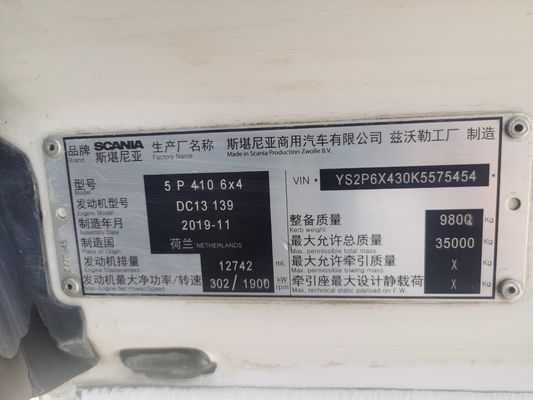 品牌 SCANIA 生产厂名称 斯堪尼亚商用汽车有限公司 兹沃勒工厂 制造
Brand 斯堪尼亚 Factory Name Made in Scania Production Zwolle B.V.
型号 5 P 410 6x4
Model
发动机型号 DC13 139
Engine Model
制造年月 2019-11
Assembly Date
制造国 荷兰 NETHERLANDS
Place of Origin
发动机排量 12742 mL
Engine Displacement
发动机最大净功率/转速 302/1900 kW rpm
Max. Engine Net Power/Speed
VIN * YS2P6X430K5575454 *
整备质量 9800 Kg
Kerb weight
最大允许总质量 35000 Kg
Max. permissible total mass
最大允许牵引质量 X Kg
Max. permissible towing mass
牵引座最大设计静载荷 X Kg
Max. technical static payload on F.W.